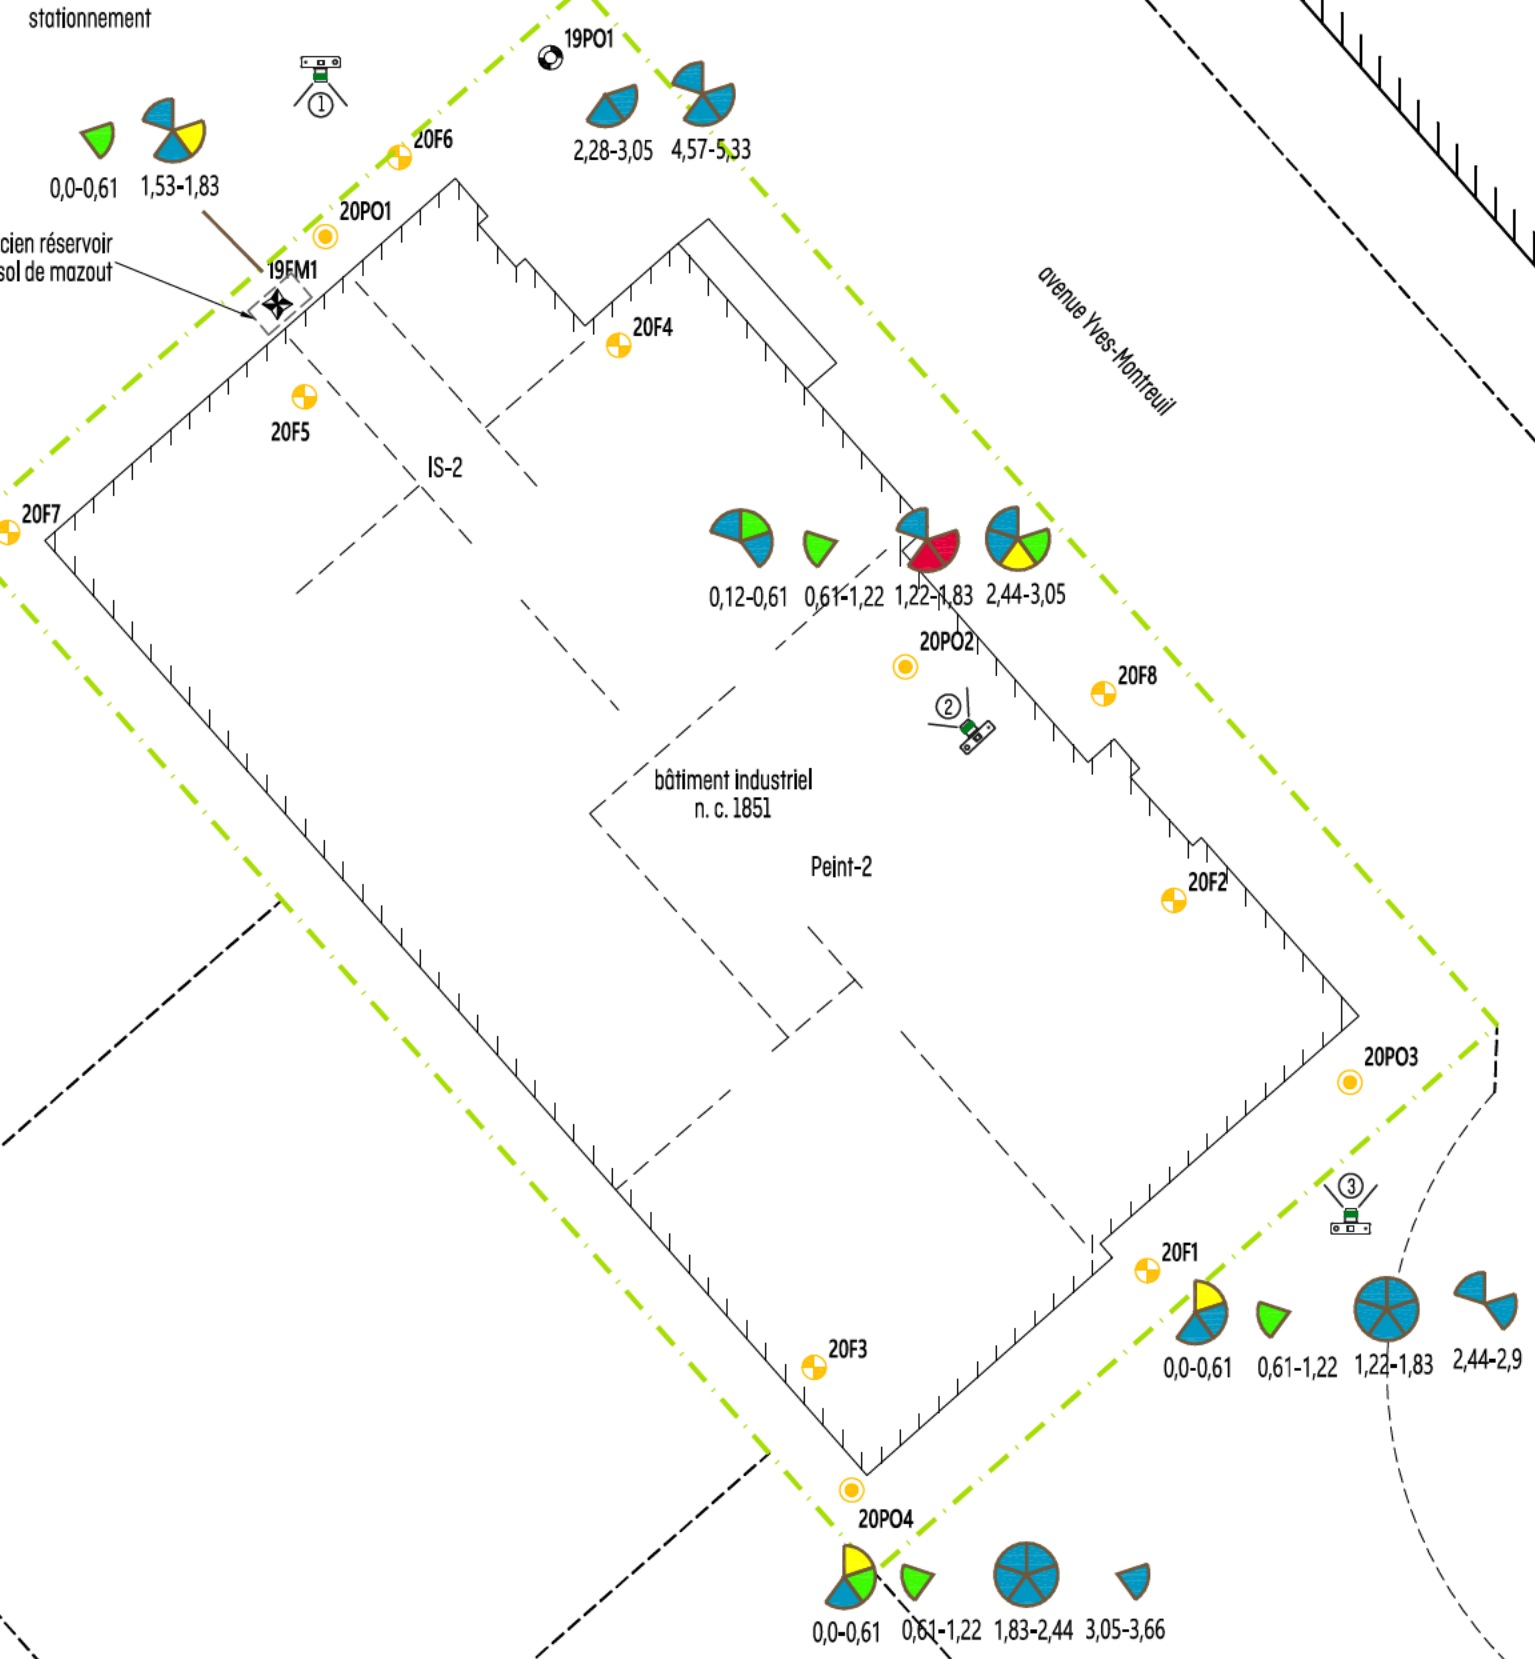 stationnement
19PO1
1
20F6
2,28-3,05
4,57-5,33
0,0-0,61
1,53-1,83
20PO1
cien réservoir
sol de mazout
19FM1
avenue Yves-Montreuil
20F4
20F5
IS-2
20F7
0,12-0,61
0,61-1,22
1,22-1,83
2,44-3,05
20PO2
20F8
2
bâtiment industriel
n. c. 1851
Peint-2
20F2
20PO3
3
20F1
20F3
0,0-0,61
0,61-1,22
1,22-1,83
2,44-2,9
20PO4
0,0-0,61
0,61-1,22
1,83-2,44
3,05-3,66